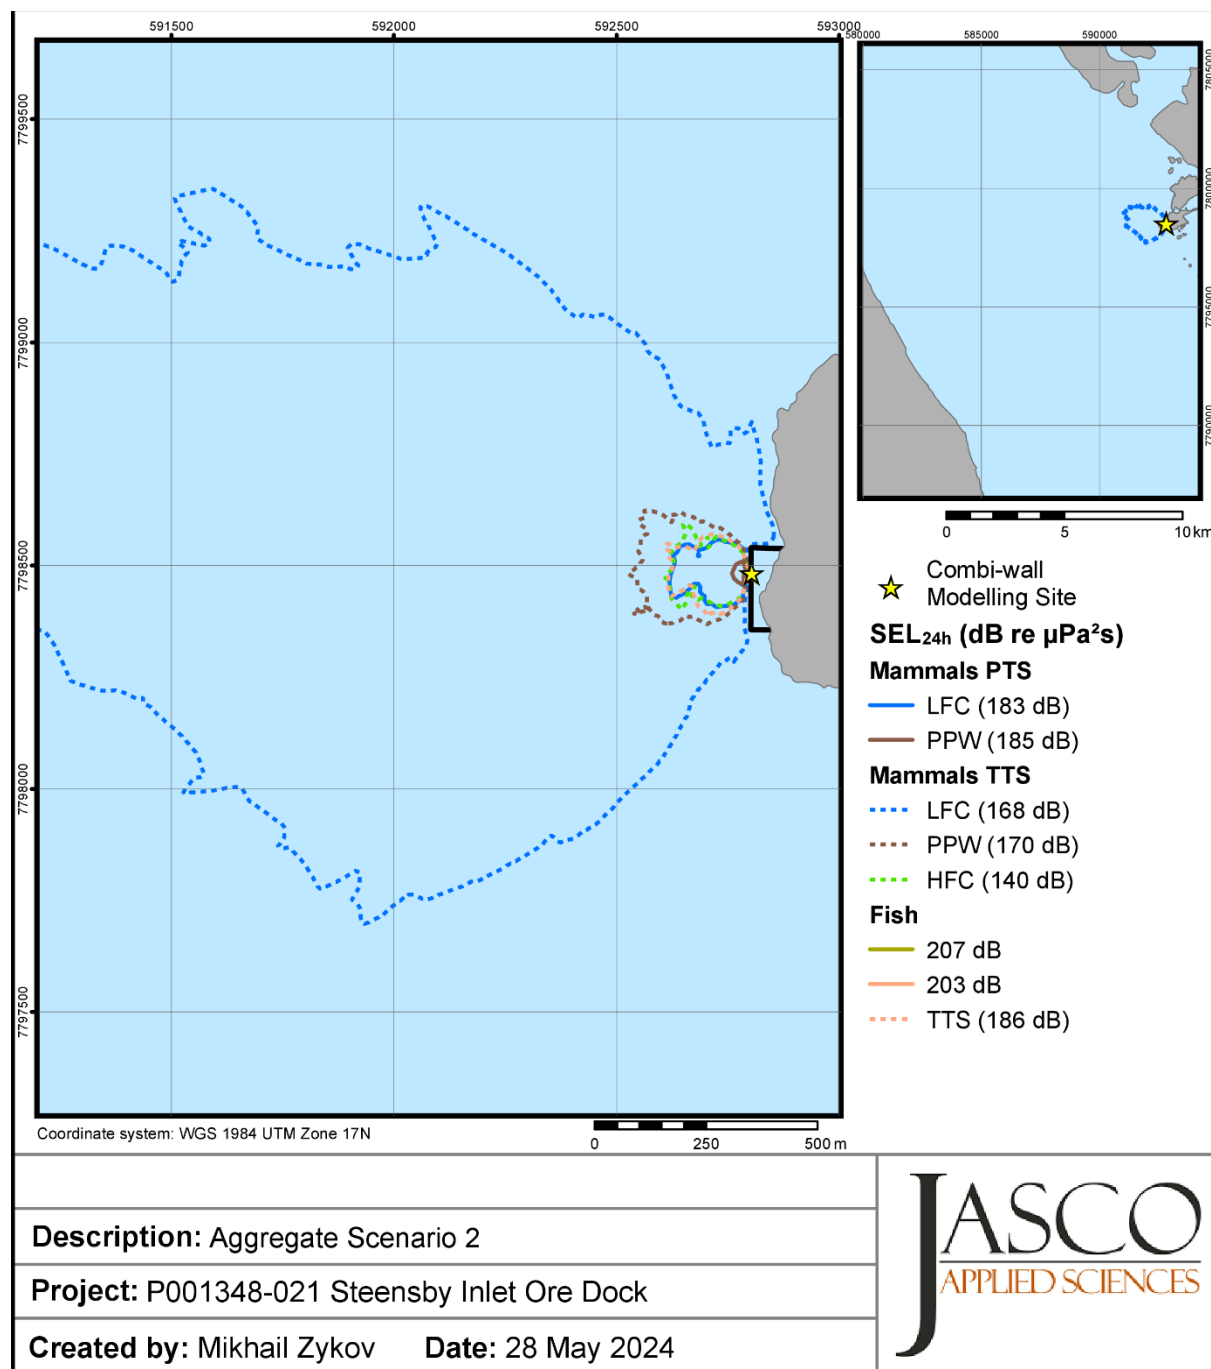 591500
592000
592500
593000
7799500
7799000
7798500
7798000
7797500
580000
585000
590000
7805000
7800000
7795000
7790000
0
5
10 km
Combi-wall
Modelling Site
SEL24h (dB re µPa²s)
Mammals PTS
LFC (183 dB)
PPW (185 dB)
Mammals TTS
LFC (168 dB)
PPW (170 dB)
HFC (140 dB)
Fish
207 dB
203 dB
TTS (186 dB)
Coordinate system: WGS 1984 UTM Zone 17N
0
250
500 m
Description: Aggregate Scenario 2
Project: P001348-021 Steensby Inlet Ore Dock
Created by: Mikhail Zykov Date: 28 May 2024
JASCO
APPLIED SCIENCES